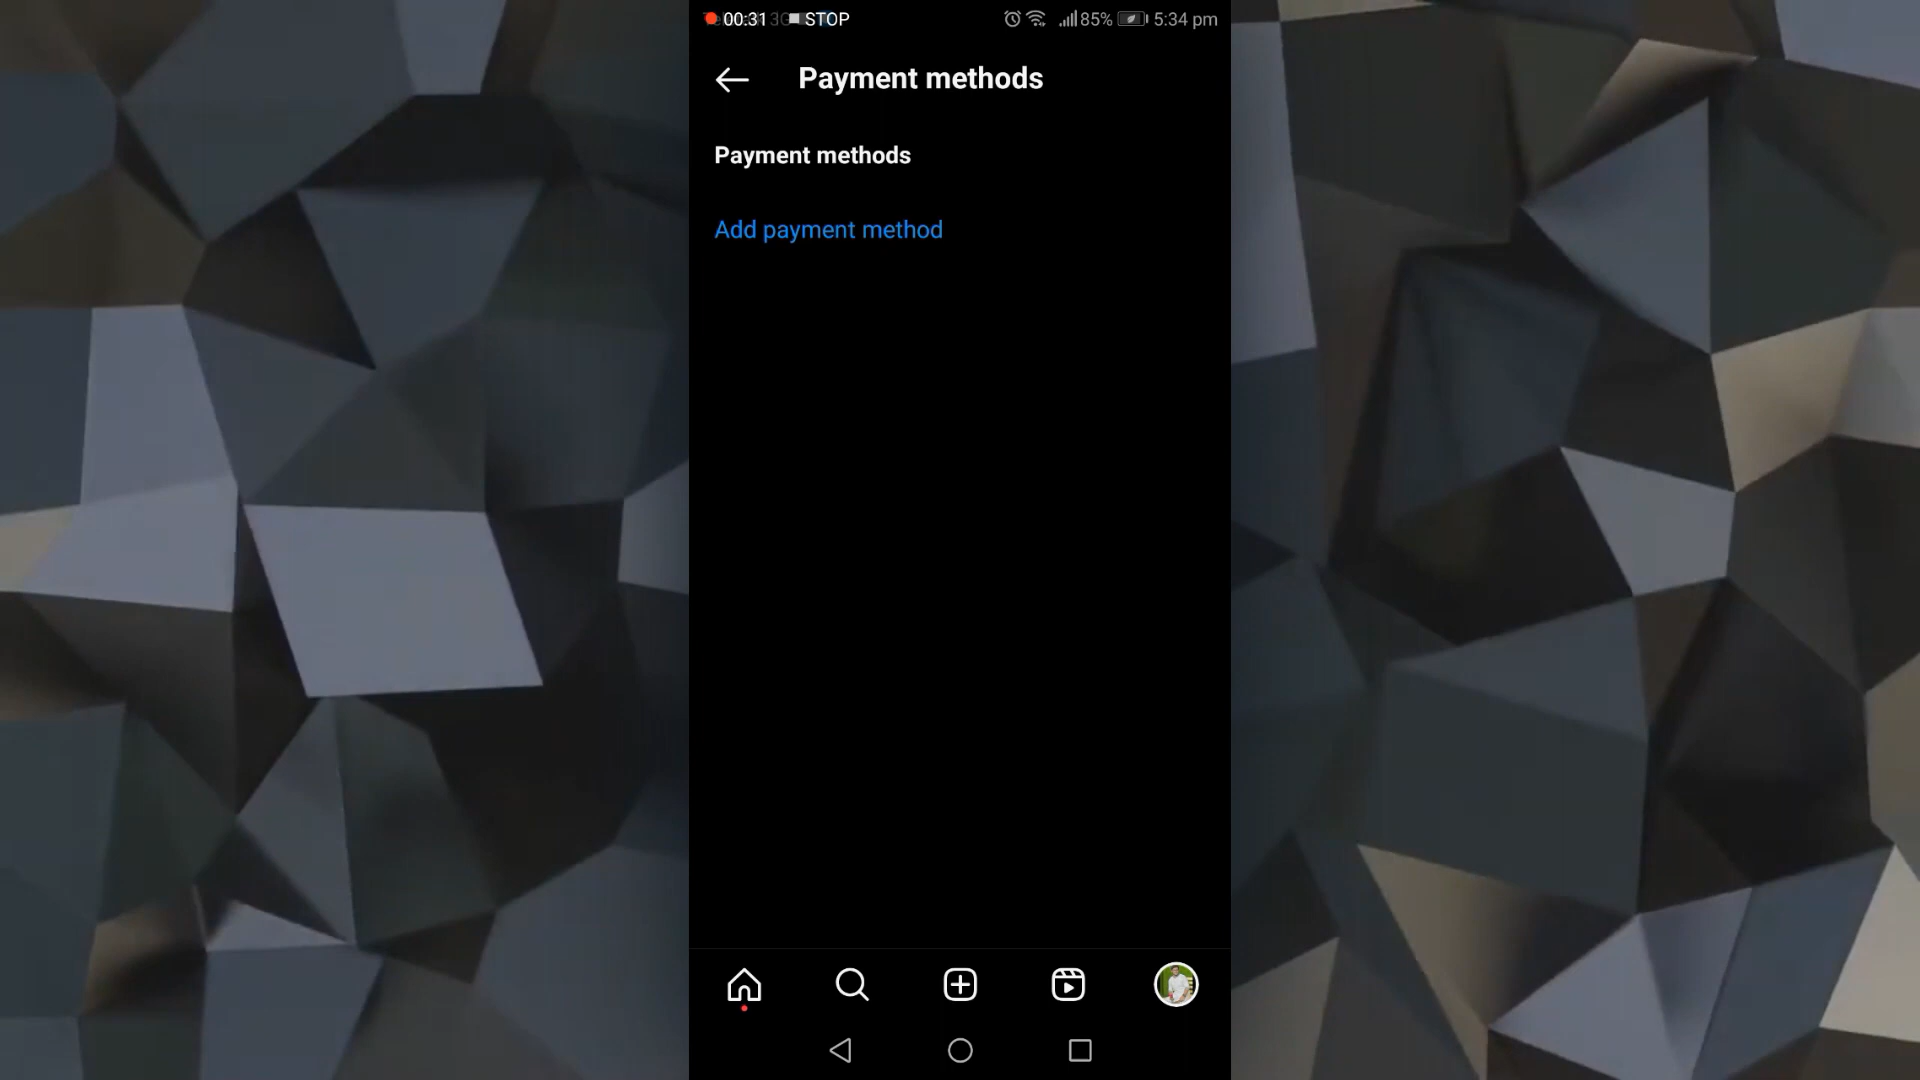 00:31 STOP 85% 5:34 pm
Payment methods
Payment methods
Add payment method